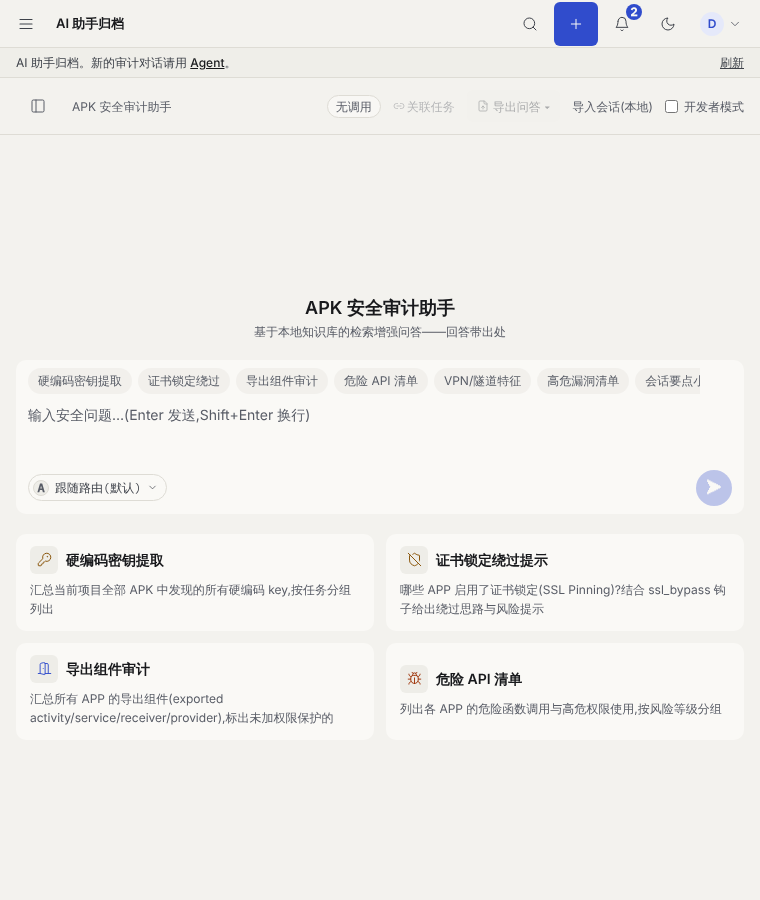 AI 助手归档
2
D
AI 助手归档。新的审计对话请用 Agent。
刷新
APK 安全审计助手
无调用
关联任务
导出问答
导入会话(本地)
开发者模式
APK 安全审计助手
基于本地知识库的检索增强问答——回答带出处
硬编码密钥提取
证书锁定绕过
导出组件审计
危险 API 清单
VPN/隧道特征
高危漏洞清单
会话要点
输入安全问题...(Enter 发送,Shift+Enter 换行)
A 跟随路由(默认)
硬编码密钥提取
汇总当前项目全部 APK 中发现的所有硬编码 key,按任务分组
列出
证书锁定绕过提示
哪些 APP 启用了证书锁定(SSL Pinning)?结合 ssl_bypass 钩
子给出绕过思路与风险提示
导出组件审计
汇总所有 APP 的导出组件(exported
activity/service/receiver/provider),标出未加权限保护的
危险 API 清单
列出各 APP 的危险函数调用与高危权限使用,按风险等级分组